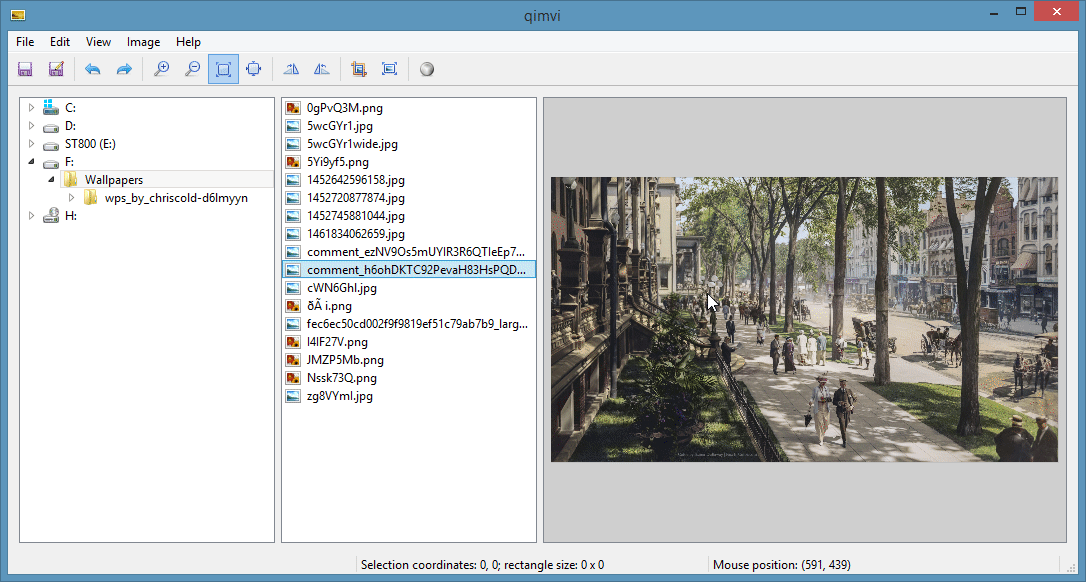 qimvi
File Edit View Image Help
C:
D:
ST800 (E:)
F:
Wallpapers
wps_by_chriscold-d6lmyyn
H:
0gPvQ3M.png
5wcGYr1.jpg
5wcGYr1wide.jpg
5Yi9yf5.png
1452642596158.jpg
1452720877874.jpg
1452745881044.jpg
1461834062659.jpg
comment_ezNV9Os5mUYlR3R6QTleEp7...
comment_h6ohDKTC92PevaH83HsPQD...
cWN6Ghl.jpg
ðÃ i.png
fec6ec50cd002f9f9819ef51c79ab7b9_larg...
I4IF27V.png
JMZP5Mb.png
Nssk73Q.png
zg8VYml.jpg
Selection coordinates: 0, 0; rectangle size: 0 x 0
Mouse position: (591, 439)